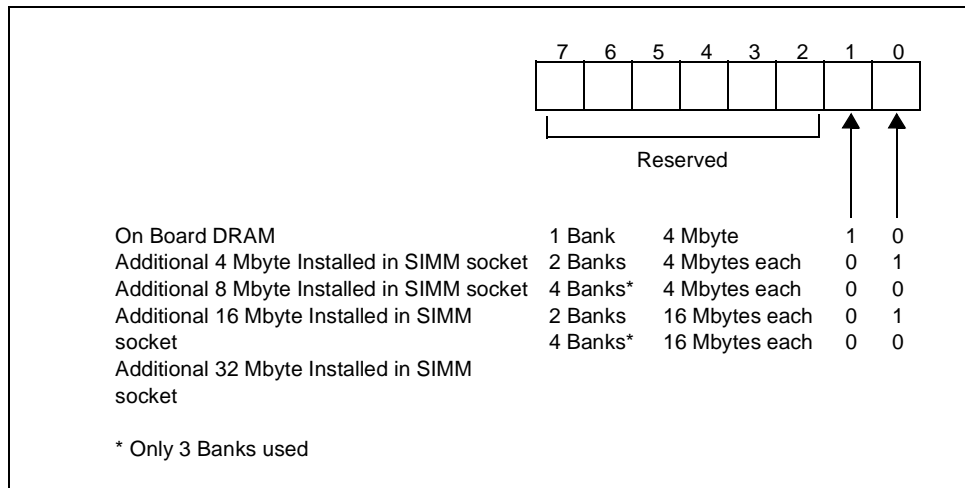 7 6 5 4 3 2 1 0
Reserved
On Board DRAM 1 Bank 4 Mbyte 1 0
Additional 4 Mbyte Installed in SIMM socket 2 Banks 4 Mbytes each 0 1
Additional 8 Mbyte Installed in SIMM socket 4 Banks* 4 Mbytes each 0 0
Additional 16 Mbyte Installed in SIMM 2 Banks 16 Mbytes each 0 1
socket 4 Banks* 16 Mbytes each 0 0
Additional 32 Mbyte Installed in SIMM
socket
* Only 3 Banks used